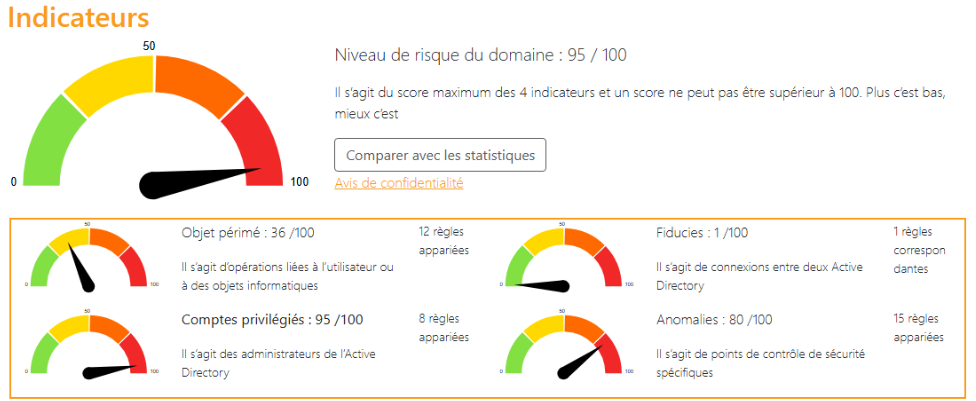 Indicateurs
50
0
100
Niveau de risque du domaine : 95 / 100
Il s'agit du score maximum des 4 indicateurs et un score ne peut pas être supérieur à 100. Plus c'est bas,
mieux c'est
Comparer avec les statistiques
Avis de confidentialité
50
0
100
Objet périmé : 36 /100
Il s'agit d'opérations liées à l'utilisateur ou
à des objets informatiques
12 règles
appariées
50
0
100
Fiducies : 1 /100
Il s'agit de connexions entre deux Active
Directory
1 règles
correspon
dantes
50
0
100
Comptes privilégiés : 95 /100
Il s'agit des administrateurs de l'Active
Directory
8 règles
appariées
50
0
100
Anomalies : 80 /100
Il s'agit de points de contrôle de sécurité
spécifiques
15 règles
appariées